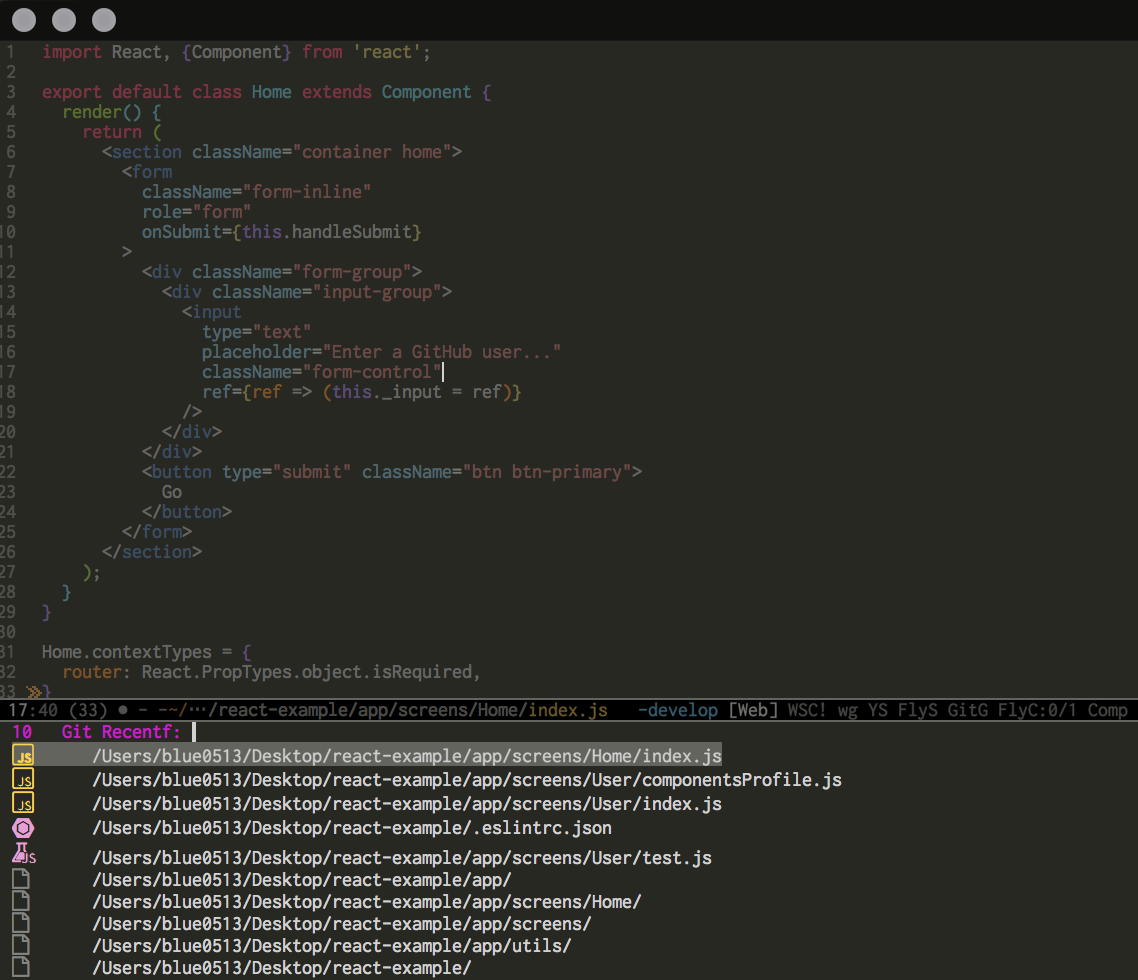 1 import React, {Component} from 'react';
2
3 export default class Home extends Component {
4 render() {
5 return (
6 <section className="container home">
7 <form
8 className="form-inline"
9 role="form"
10 onSubmit={this.handleSubmit}
11 >
12 <div className="form-group">
13 <div className="input-group">
14 <input
15 type="text"
16 placeholder="Enter a GitHub user..."
17 className="form-control"
18 ref={ref => (this._input = ref)}
19 />
20 </div>
21 </div>
22 <button type="submit" className="btn btn-primary">
23 Go
24 </button>
25 </form>
26 </section>
27 );
28 }
29 }
30
31 Home.contextTypes = {
32 router: React.PropTypes.object.isRequired,
33 }
17:40 (33) ● - --~/⋯/react-example/app/screens/Home/index.js -develop [Web] WSC! wg YS FlyS GitG FlyC:0/1 Comp
10 Git Recentf:
JS /Users/blue0513/Desktop/react-example/app/screens/Home/index.js
JS /Users/blue0513/Desktop/react-example/app/screens/User/componentsProfile.js
JS /Users/blue0513/Desktop/react-example/app/screens/User/index.js
/Users/blue0513/Desktop/react-example/.eslintrc.json
JS /Users/blue0513/Desktop/react-example/app/screens/User/test.js
/Users/blue0513/Desktop/react-example/app/
/Users/blue0513/Desktop/react-example/app/screens/Home/
/Users/blue0513/Desktop/react-example/app/screens/
/Users/blue0513/Desktop/react-example/app/utils/
/Users/blue0513/Desktop/react-example/